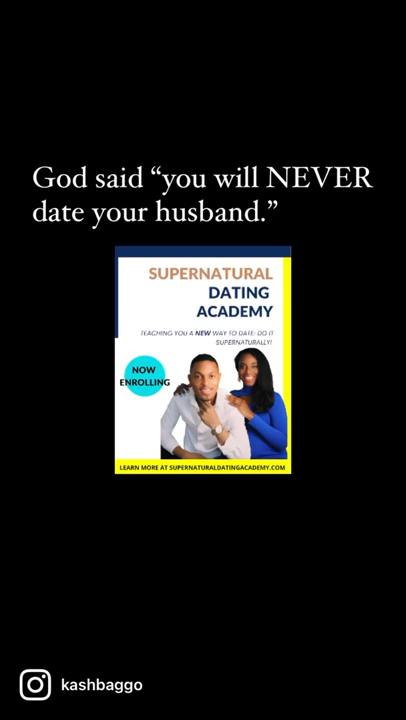 God said “you will NEVER
date your husband.”
SUPERNATURAL
DATING
ACADEMY
TEACHING YOU A NEW WAY TO DATE: DO IT
SUPERNATURALLY!
NOW
ENROLLING
LEARN MORE AT SUPERNATURALDATINGACADEMY.COM
kashbaggo